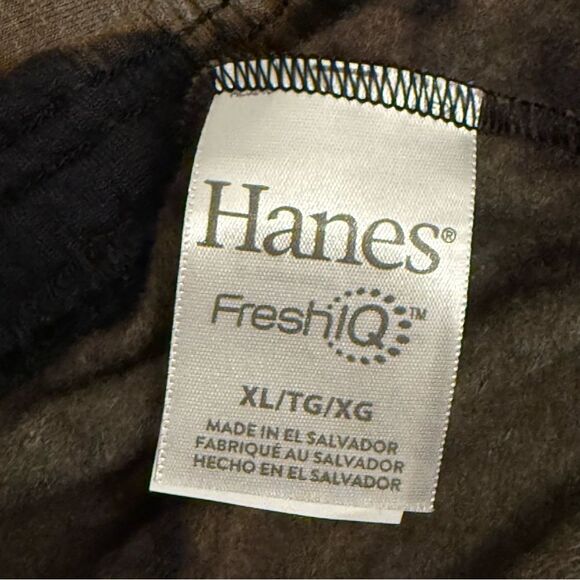 Hanes®
FreshIQ™
XL/TG/XG
MADE IN EL SALVADOR
FABRIQUÉ AU SALVADOR
HECHO EN EL SALVADOR